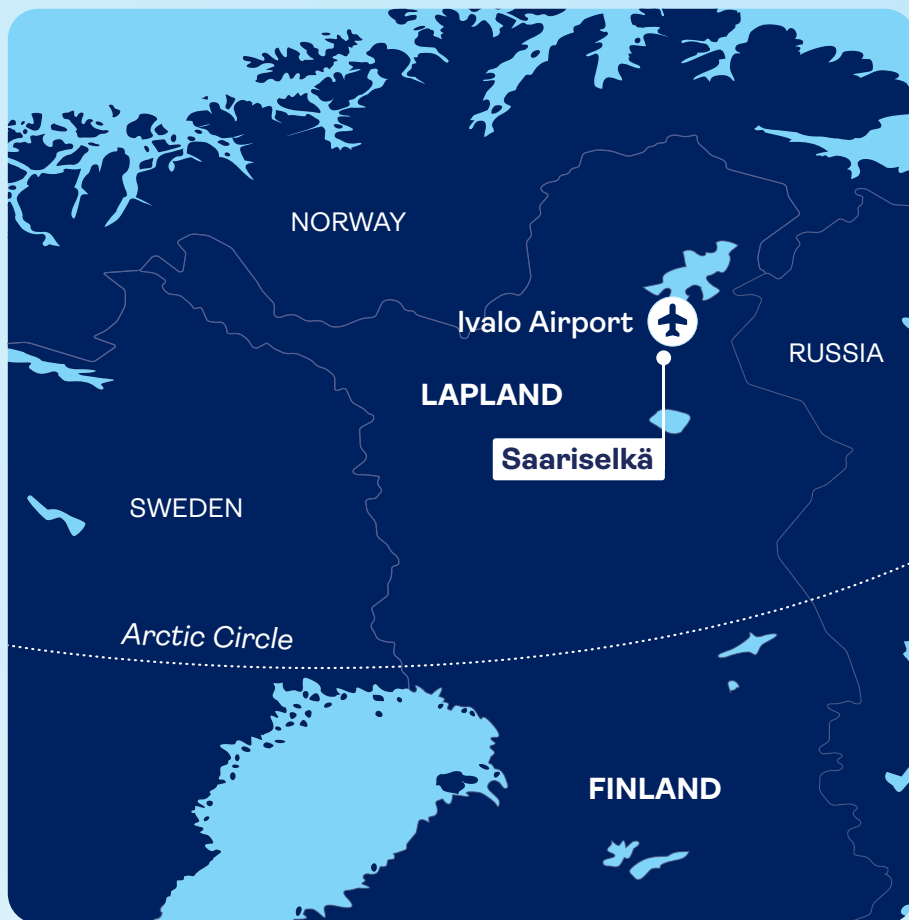 NORWAY
Ivalo Airport
RUSSIA
LAPLAND
Saariselkä
SWEDEN
Arctic Circle
FINLAND